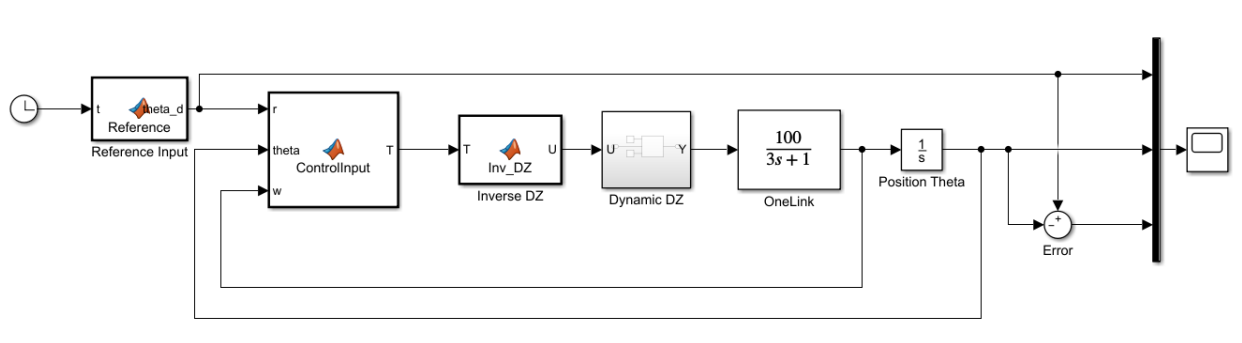 t
theta_d
Reference
Reference Input
r
theta
w
T
ControlInput
T
U
Inv_DZ
Inverse DZ
U
Y
Dynamic DZ
100
3s + 1
OneLink
1
s
Position Theta
+
−
Error